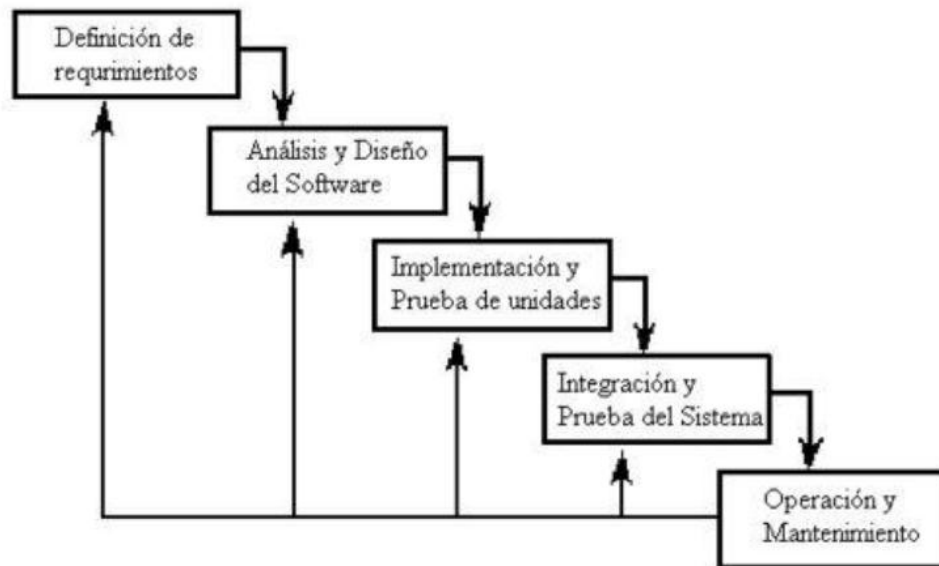 Definición de
requrimientos
Análisis y Diseño
del Software
Implementación y
Prueba de unidades
Integración y
Prueba del Sistema
Operación y
Mantenimiento